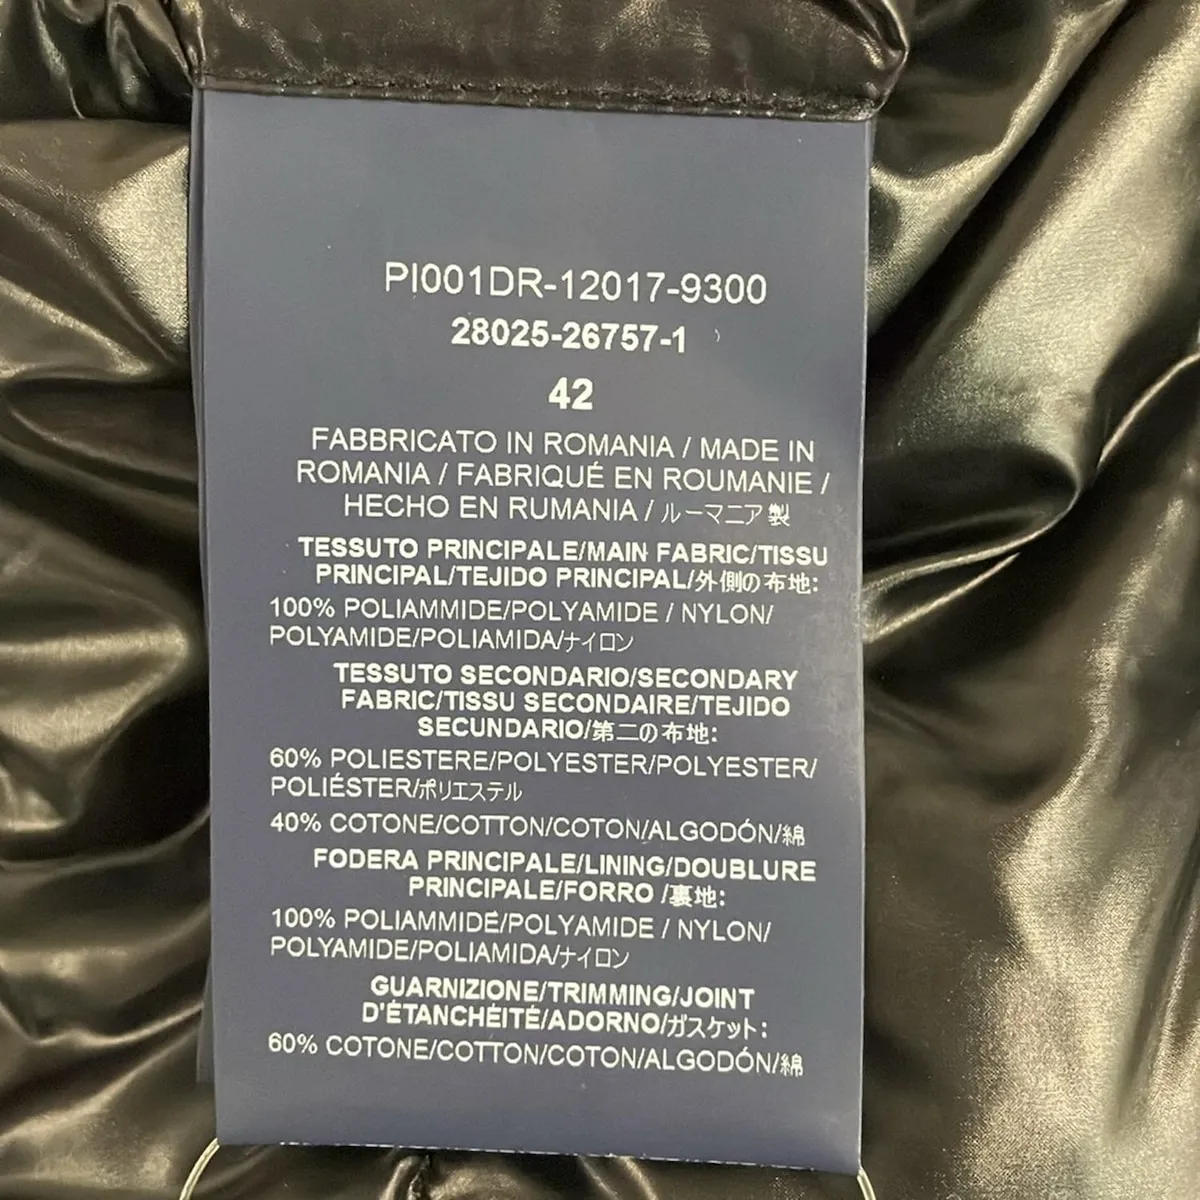 PI001DR-12017-9300
28025-26757-1
42
FABBRICATO IN ROMANIA / MADE IN
ROMANIA / FABRIQUÉ EN ROUMANIE /
HECHO EN RUMANIA / ルーマニア製
TESSUTO PRINCIPALE/MAIN FABRIC/TISSU
PRINCIPAL/TEJIDO PRINCIPAL/外側の布地:
100% POLIAMMIDE/POLYAMIDE / NYLON/
POLYAMIDE/POLIAMIDA/ナイロン
TESSUTO SECONDARIO/SECONDARY
FABRIC/TISSU SECONDAIRE/TEJIDO
SECUNDARIO/第二の布地:
60% POLIESTERE/POLYESTER/POLYESTER/
POLIÉSTER/ポリエステル
40% COTONE/COTTON/COTON/ALGODÓN/綿
FODERA PRINCIPALE/LINING/DOUBLURE
PRINCIPALE/FORRO /裏地:
100% POLIAMMIDE/POLYAMIDE / NYLON/
POLYAMIDE/POLIAMIDA/ナイロン
GUARNIZIONE/TRIMMING/JOINT
D'ÉTANCHÉITÉ/ADORNO/ガスケット:
60% COTONE/COTTON/COTON/ALGODÓN/綿